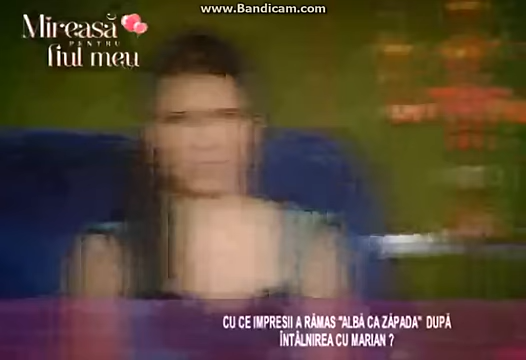 www.Bandicam.com
Mireasă
PENTRU
fiul meu
CU CE IMPRESII A RĂMAS "ALBĂ CA ZĂPADA" DUPĂ
ÎNTÂLNIREA CU MARIAN ?